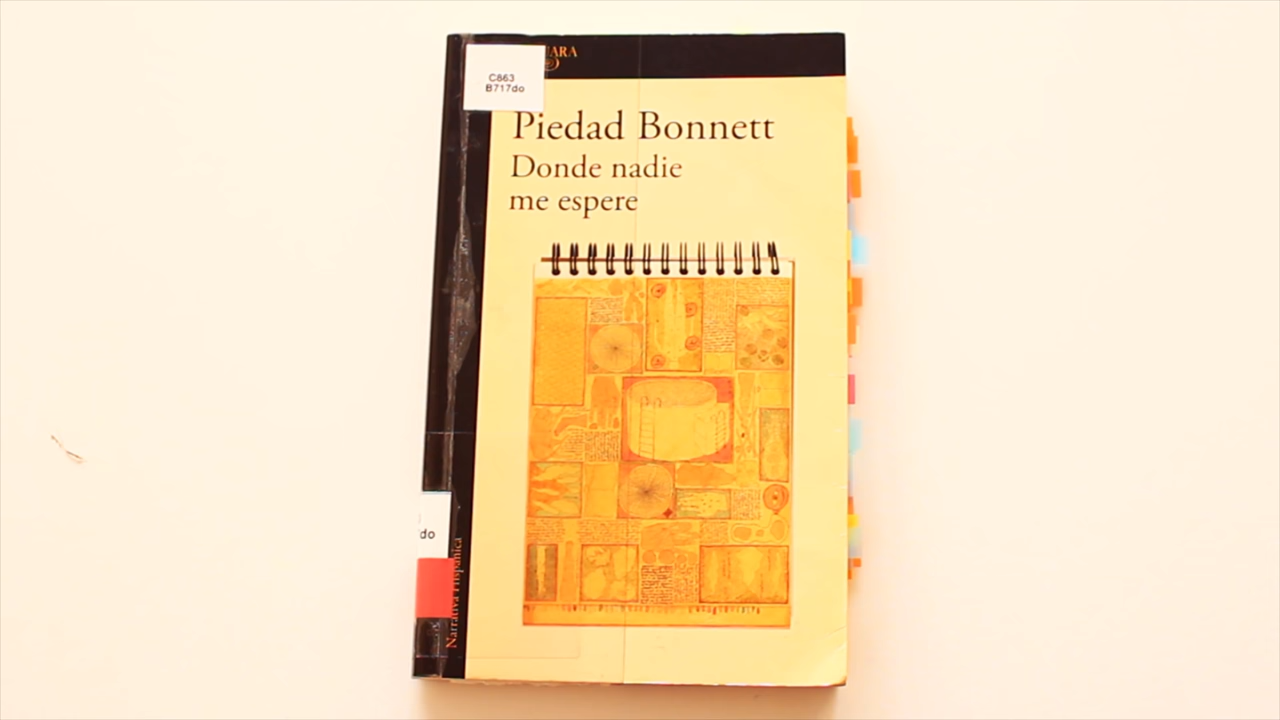 C863
B717do
Piedad Bonnett
Donde nadie
me espere
do
Narrativa Hispánica